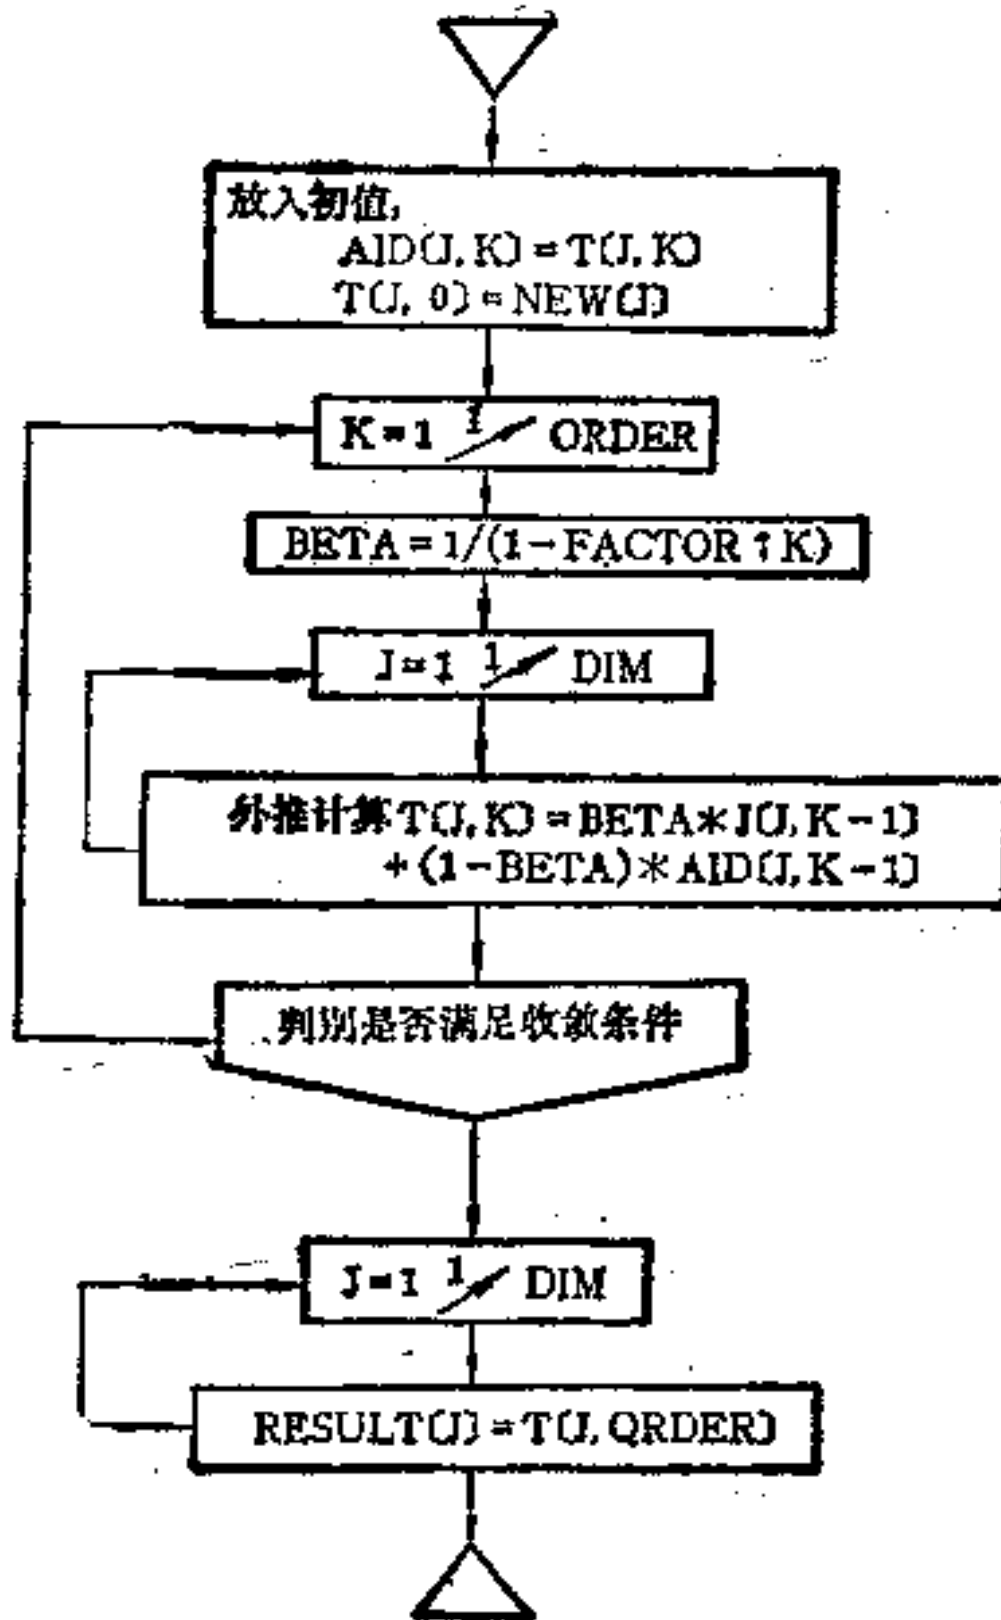 放入初值,
AID(J, K) = T(J, K)
T(J, 0) = NEW(J)
K = 1 1 ORDER
BETA = 1/(1-FACTOR↑K)
J = 1 1 DIM
外推计算 T(J, K) = BETA*J(J, K-1)
+(1-BETA)*AID(J, K-1)
判别是否满足收敛条件
J = 1 1 DIM
RESULT(J) = T(J, QRDER)